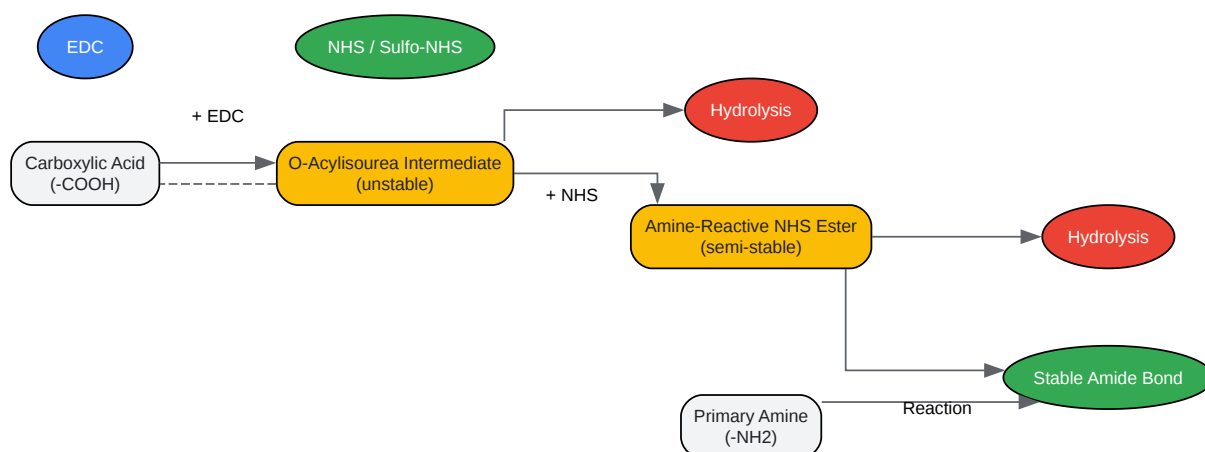 EDC
NHS / Sulfo-NHS
+ EDC
Hydrolysis
Carboxylic Acid
(-COOH)
O-Acylisourea Intermediate
(unstable)
+ NHS
Amine-Reactive NHS Ester
(semi-stable)
Hydrolysis
Stable Amide Bond
Reaction
Primary Amine
(-NH2)